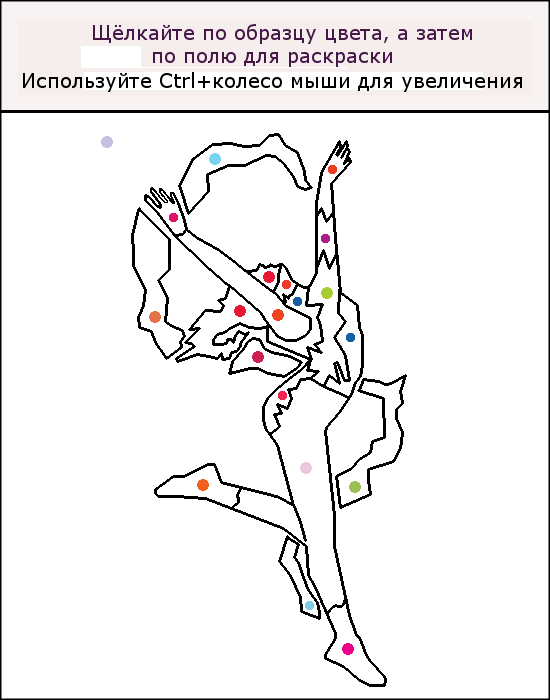 Щёлкайте по образцу цвета, а затем
по полю для раскраски
Используйте Ctrl+колесо мыши для увеличения